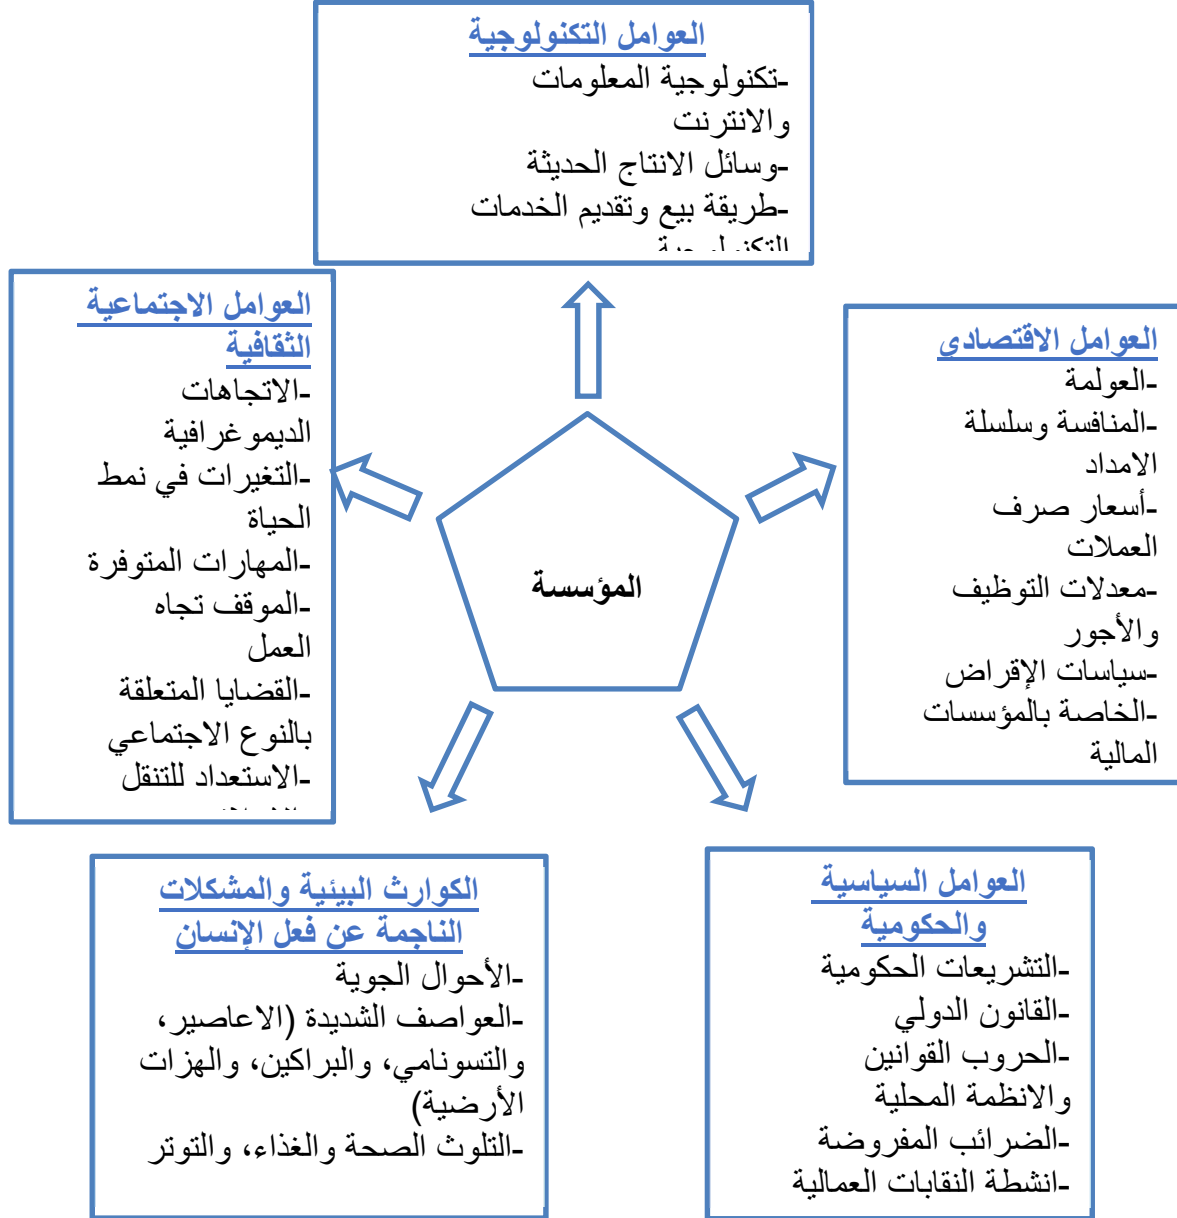 العوامل التكنولوجية
-تكنولوجية المعلومات
والانترنت
-وسائل الانتاج الحديثة
-طريقة بيع وتقديم الخدمات
التكنولوجية
العوامل الاقتصادي
-العولمة
-المنافسة وسلسلة
الامداد
-أسعار صرف
العملات
-معدلات التوظيف
والأجور
-سياسات الإقراض
-الخاصة بالمؤسسات
المالية
العوامل الاجتماعية
الثقافية
-الاتجاهات
الديموغرافية
-التغيرات في نمط
الحياة
-المهارات المتوفرة
-الموقف تجاه
العمل
-القضايا المتعلقة
بالنوع الاجتماعي
-الاستعداد للتنقل
المؤسسة
العوامل السياسية
والحكومية
-التشريعات الحكومية
-القانون الدولي
-الحروب القوانين
والانظمة المحلية
-الضرائب المفروضة
-انشطة النقابات العمالية
الكوارث البيئية والمشكلات
الناجمة عن فعل الإنسان
-الأحوال الجوية
-العواصف الشديدة (الاعاصير،
والتسونامي، والبراكين، والهزات
الأرضية)
-التلوث الصحة والغذاء، والتوتر